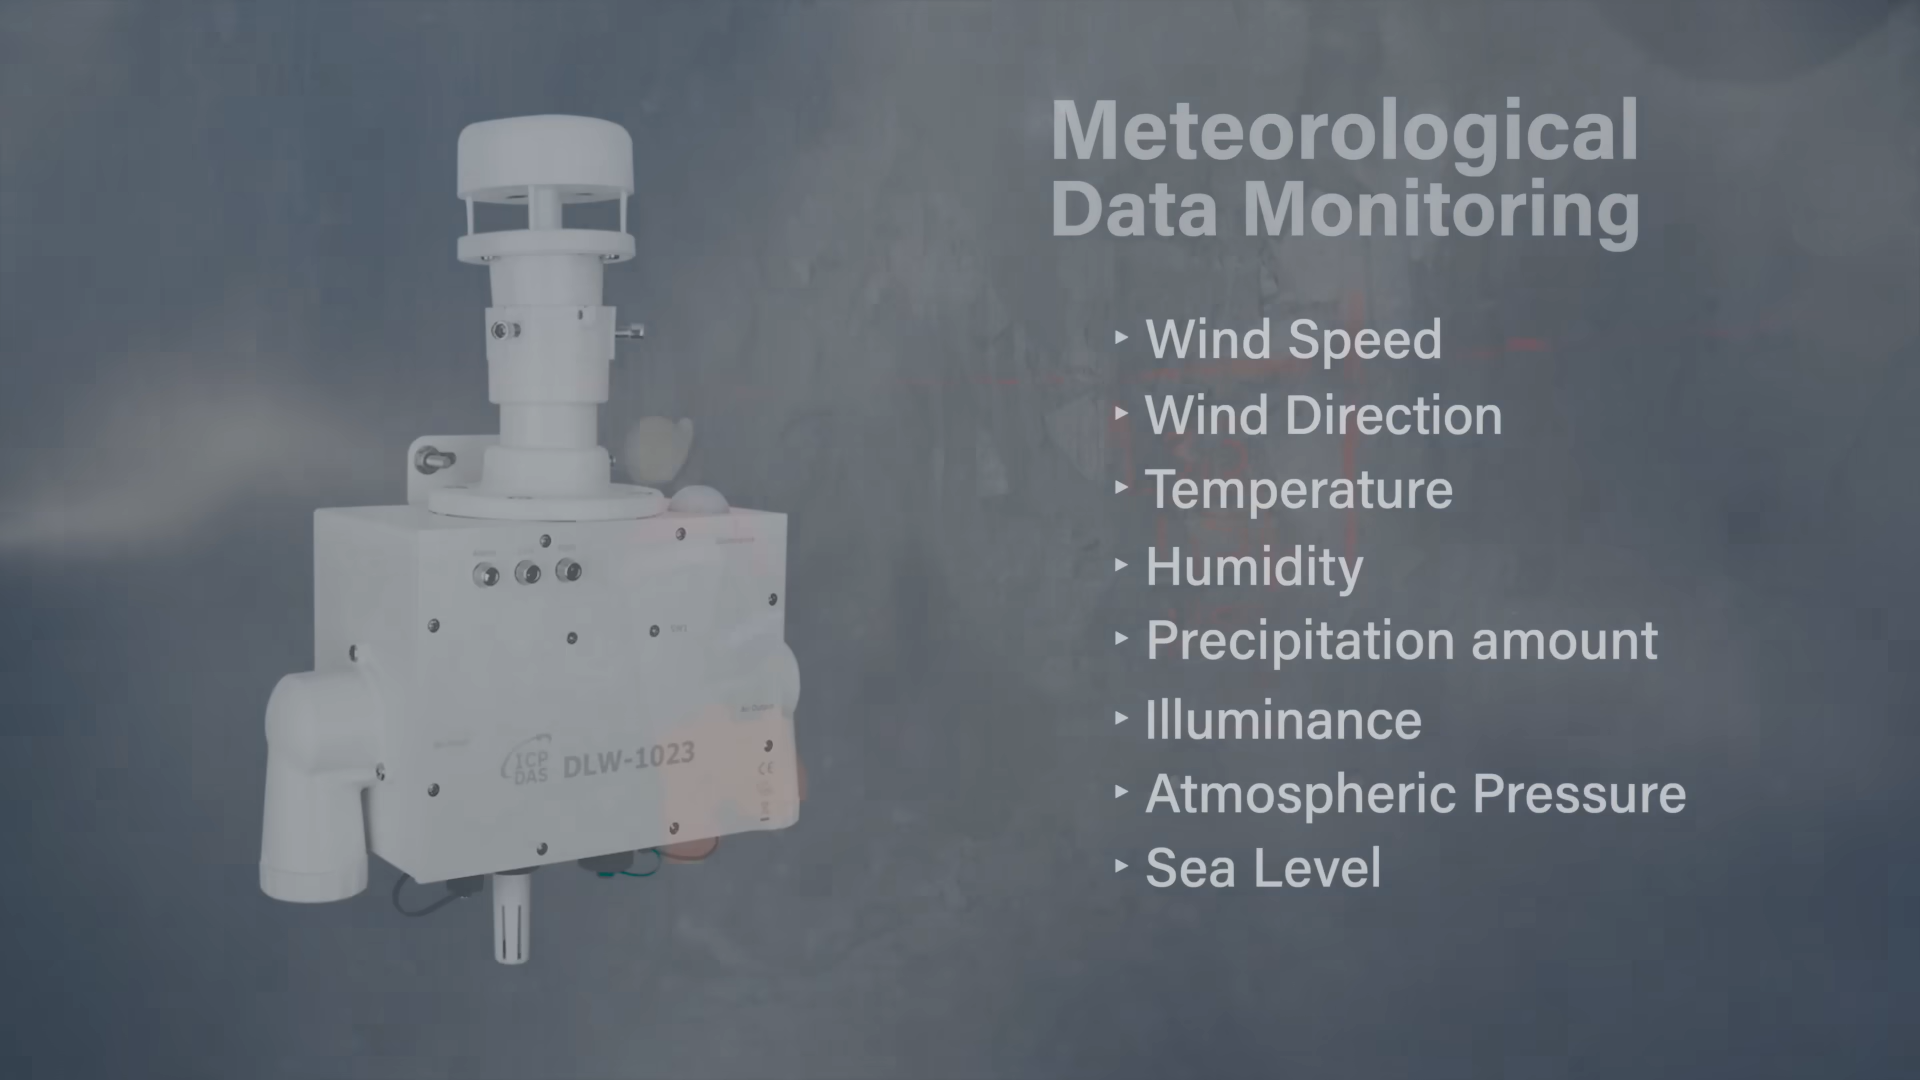 Meteorological
Data Monitoring
Wind Speed
Wind Direction
Temperature
Humidity
Precipitation amount
Illuminance
Atmospheric Pressure
Sea Level
ICP
DAS
DLW-1023
CE